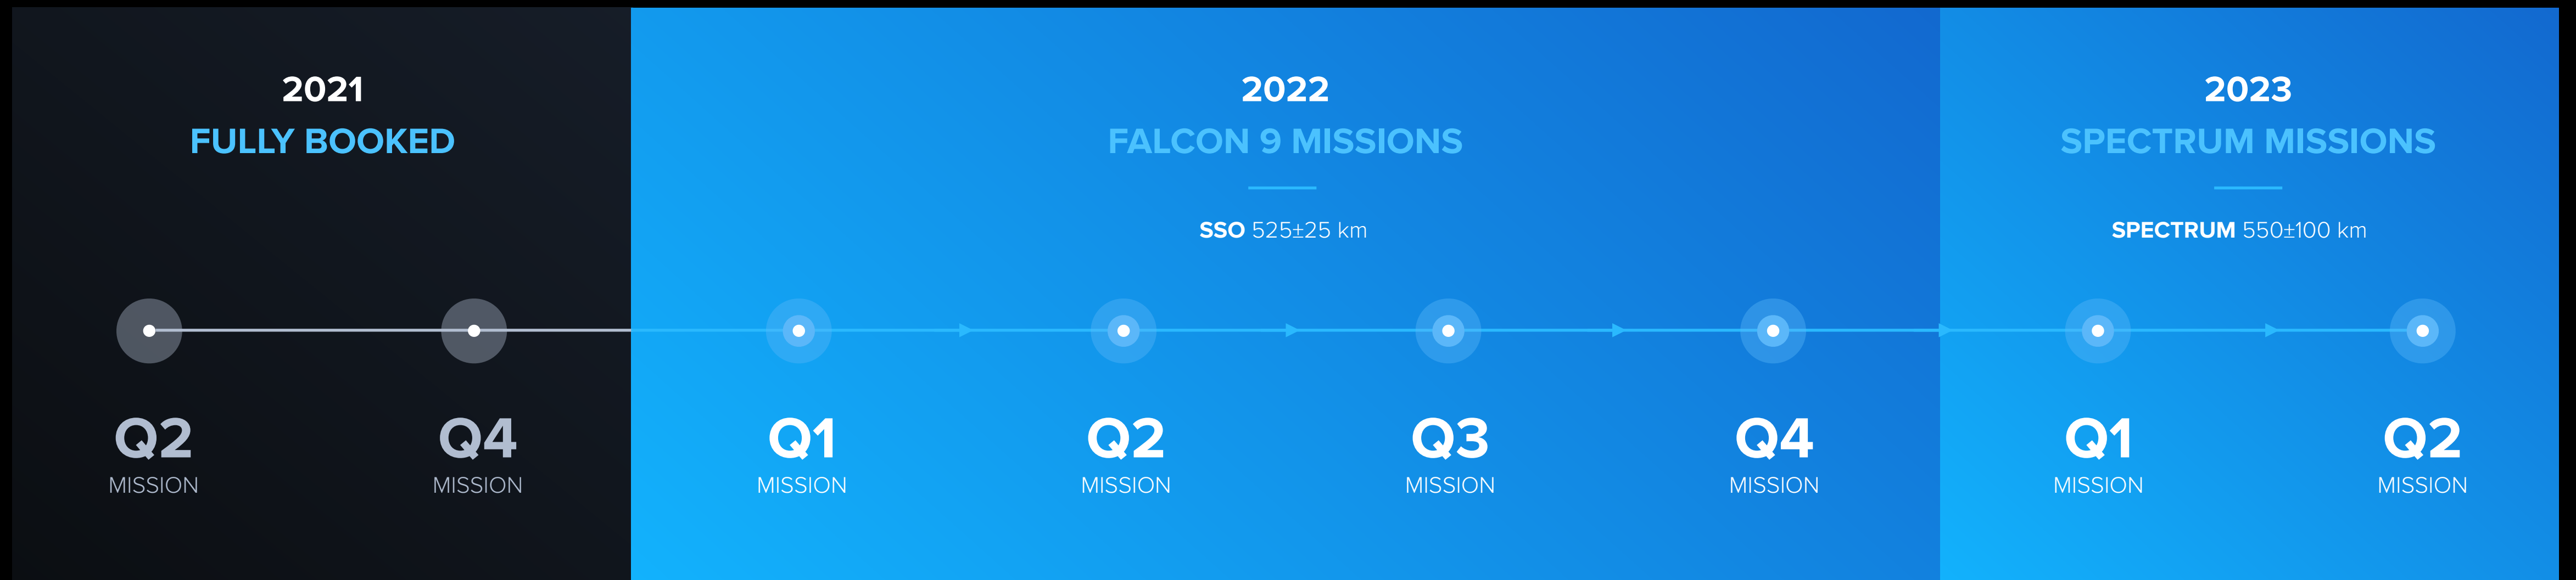 2021
FULLY BOOKED
Q2
MISSION
Q4
MISSION
2022
FALCON 9 MISSIONS
SSO 525±25 km
Q1
MISSION
Q2
MISSION
Q3
MISSION
Q4
MISSION
2023
SPECTRUM MISSIONS
SPECTRUM 550±100 km
Q1
MISSION
Q2
MISSION